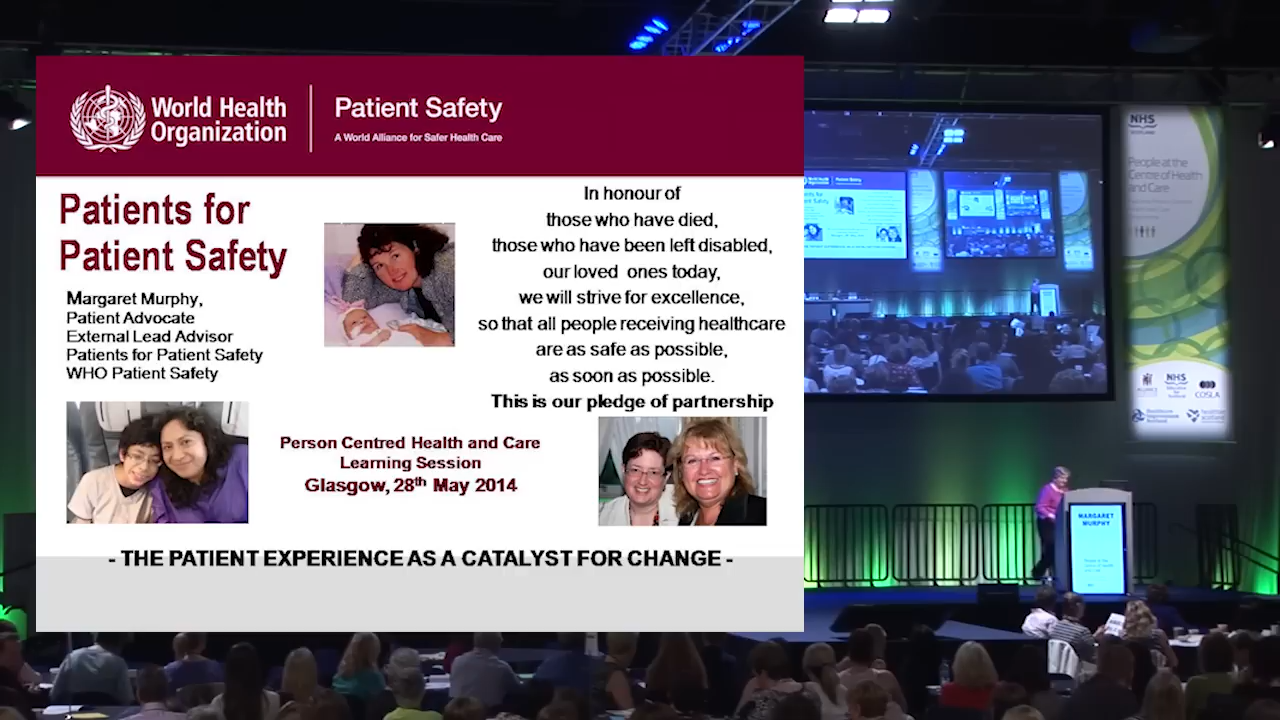 World Health
Organization
Patient Safety
A World Alliance for Safer Health Care
Patients for
Patient Safety
Margaret Murphy,
Patient Advocate
External Lead Advisor
Patients for Patient Safety
WHO Patient Safety
In honour of
those who have died,
those who have been left disabled,
our loved ones today,
we will strive for excellence,
so that all people receiving healthcare
are as safe as possible,
as soon as possible.
This is our pledge of partnership
Person Centred Health and Care
Learning Session
Glasgow, 28th May 2014
- THE PATIENT EXPERIENCE AS A CATALYST FOR CHANGE -
NHS
SCOTLAND
People at the
Centre of Health
and Care
NHS
COSLA
MARGARET
MURPHY